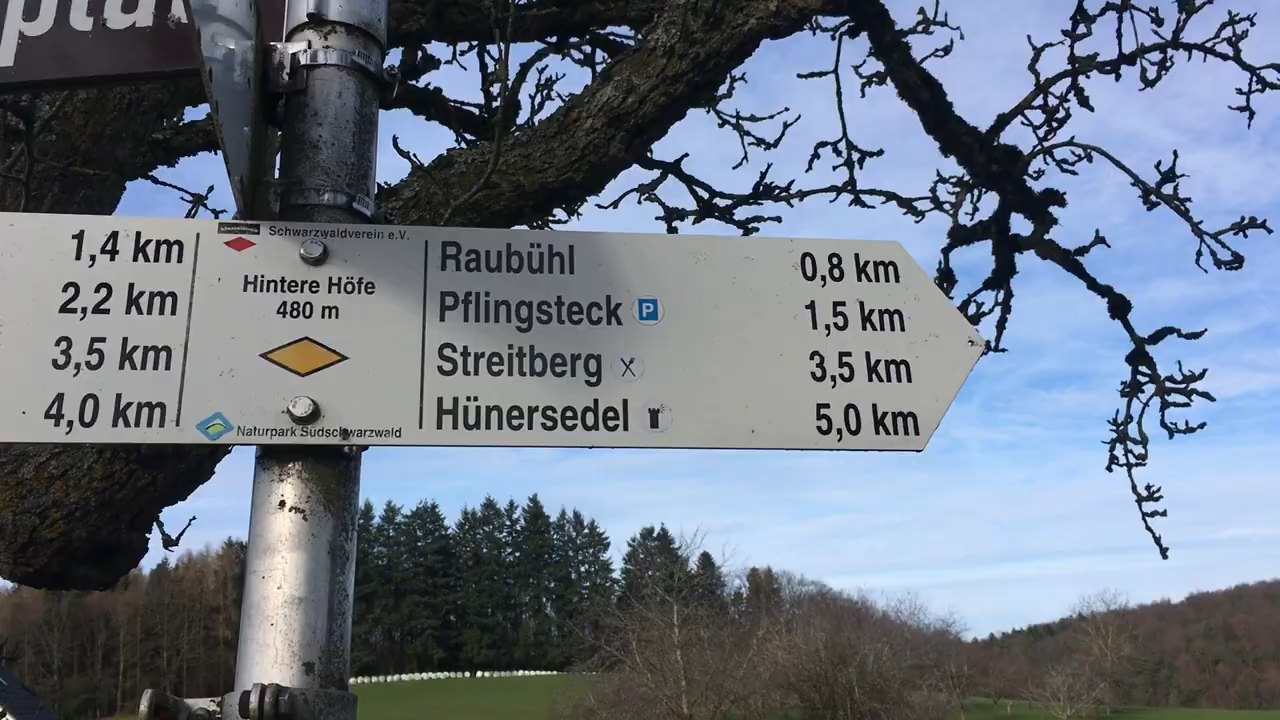 1,4 km
2,2 km
3,5 km
4,0 km
Schwarzwaldverein e.V.
Hintere Höfe
480 m
Naturpark Südschwarzwald
Raubühl 0,8 km
Pflingsteck P 1,5 km
Streitberg 3,5 km
Hünersedel 5,0 km